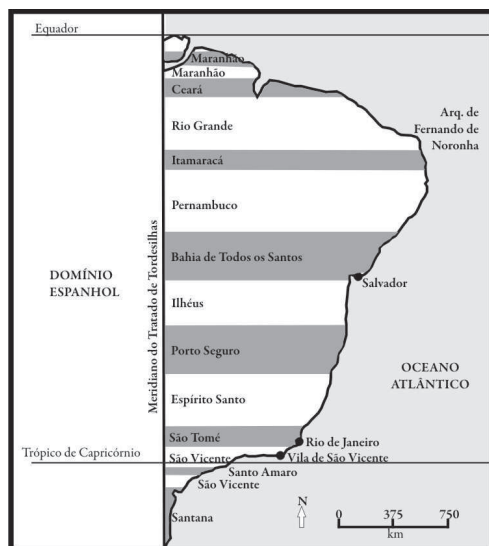 Equador
Maranhão
Maranhão
Ceará
Arq. de
Fernando de
Noronha
Rio Grande
Itamaracá
Pernambuco
Meridiano do Tratado de Tordesilhas
Bahia de Todos os Santos
DOMÍNIO
ESPANHOL
Salvador
Ilhéus
Porto Seguro
OCEANO
ATLÂNTICO
Espírito Santo
São Tomé
Rio de Janeiro
Trópico de Capricórnio
São Vicente
Vila de São Vicente
Santo Amaro
São Vicente
N
Santana
0 375 750
km